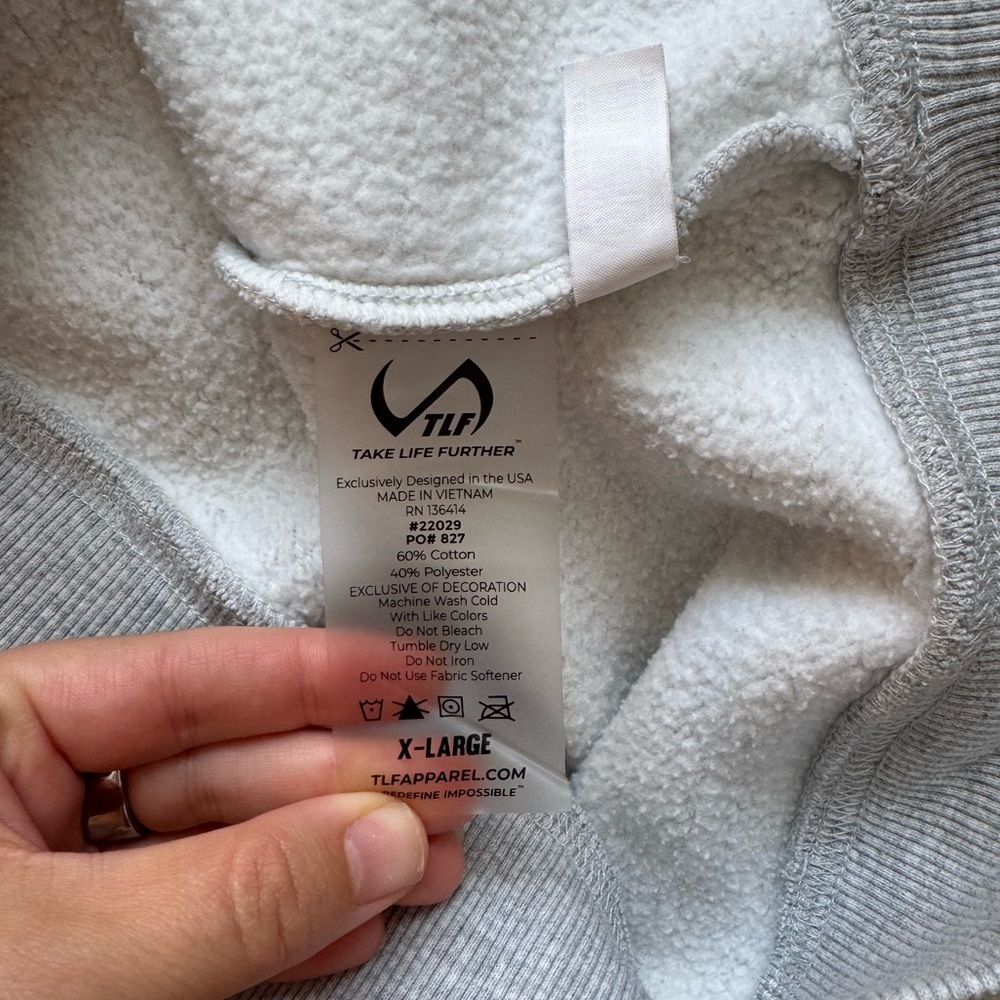 TLF
TAKE LIFE FURTHER™
Exclusively Designed in the USA
MADE IN VIETNAM
RN 136414
#22029
PO# 827
60% Cotton
40% Polyester
EXCLUSIVE OF DECORATION
Machine Wash Cold
With Like Colors
Do Not Bleach
Tumble Dry Low
Do Not Iron
Do Not Use Fabric Softener
X-LARGE
TLFAPPAREL.COM
REDEFINE IMPOSSIBLE™